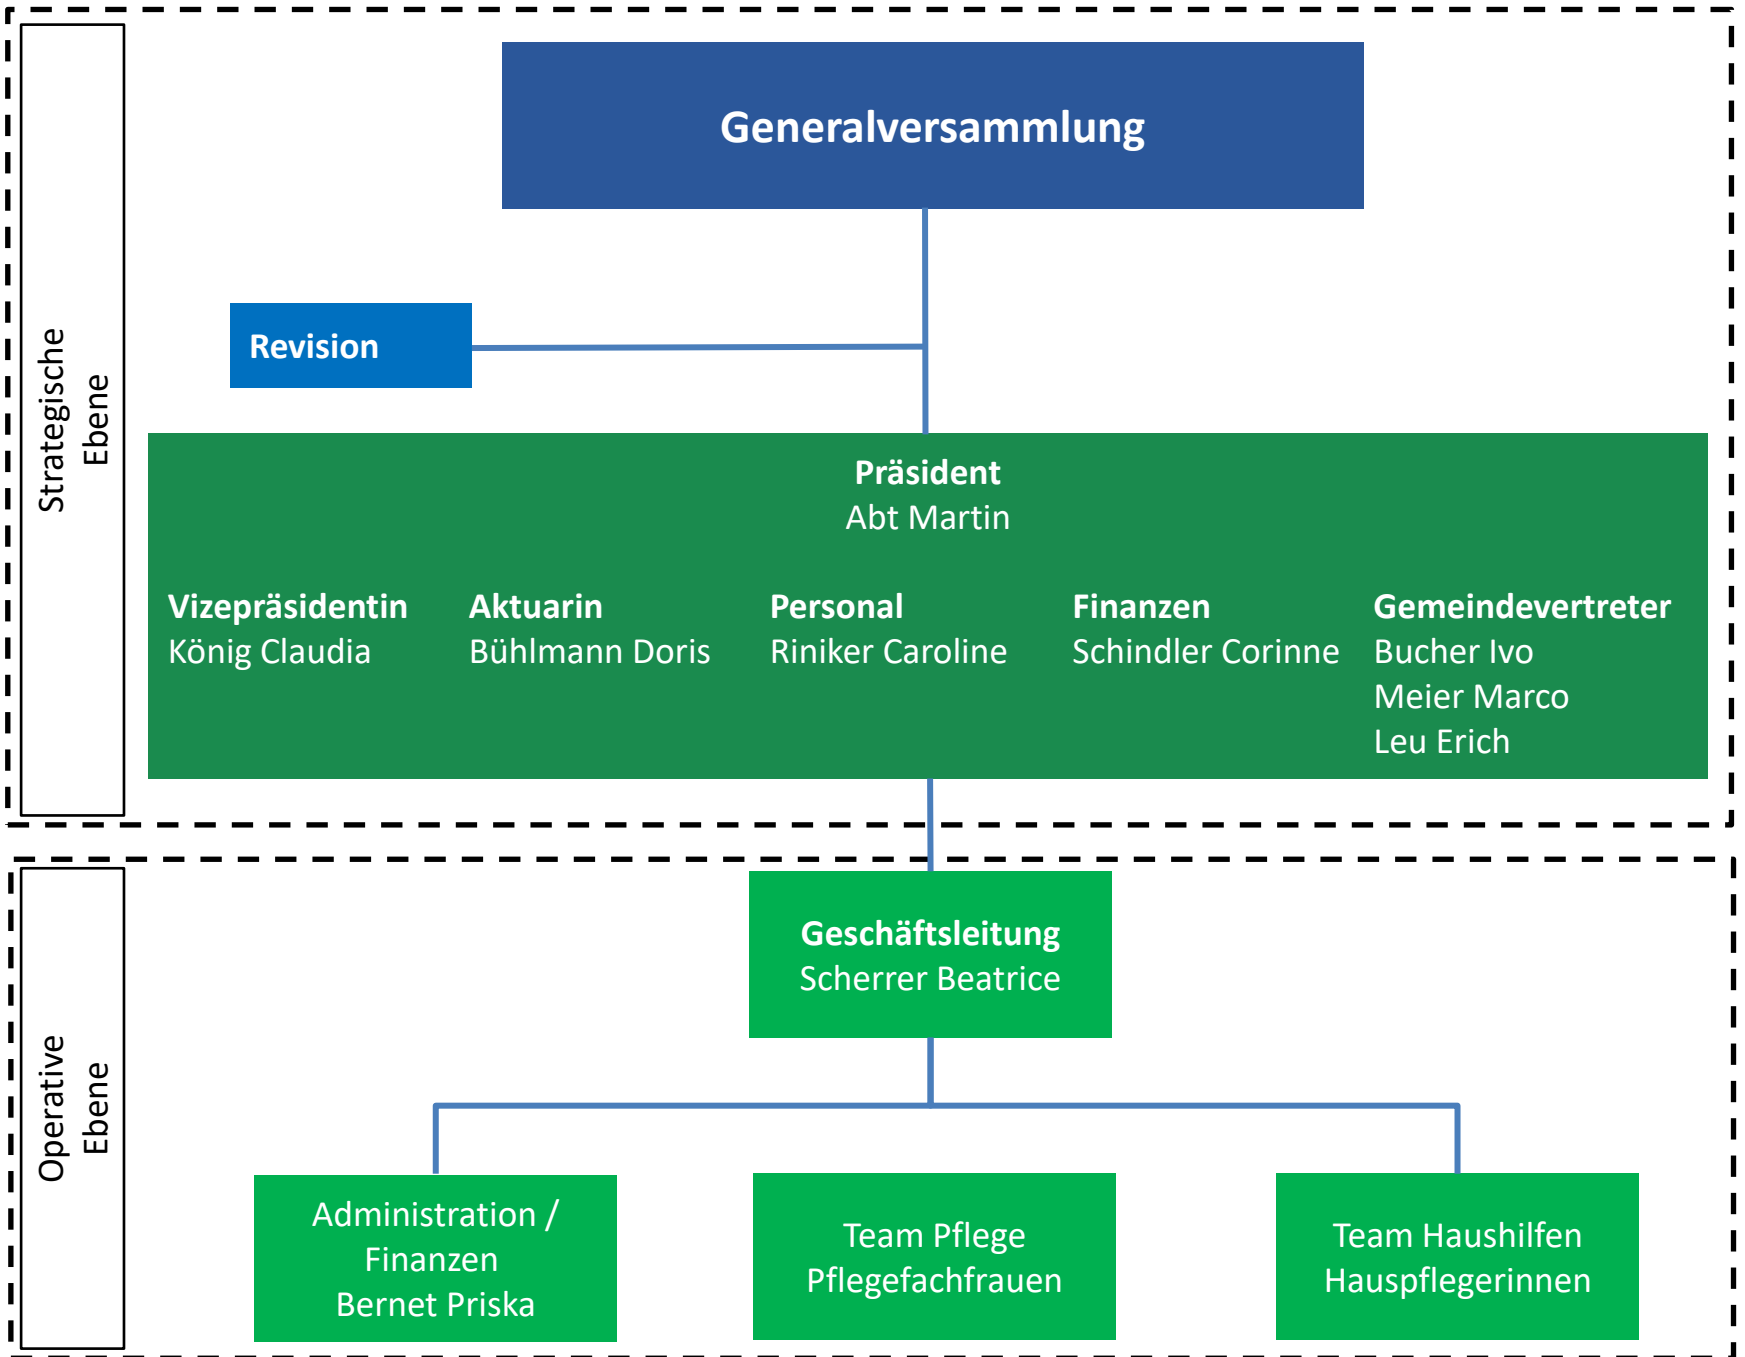 Strategische
Ebene
Generalversammlung
Revision
Präsident
Abt Martin
Vizepräsidentin
König Claudia
Aktuarin
Bühlmann Doris
Personal
Riniker Caroline
Finanzen
Schindler Corinne
Gemeindevertreter
Bucher Ivo
Meier Marco
Leu Erich
Operative
Ebene
Geschäftsleitung
Scherrer Beatrice
Administration /
Finanzen
Bernet Priska
Team Pflege
Pflegefachfrauen
Team Haushilfen
Hauspflegerinnen